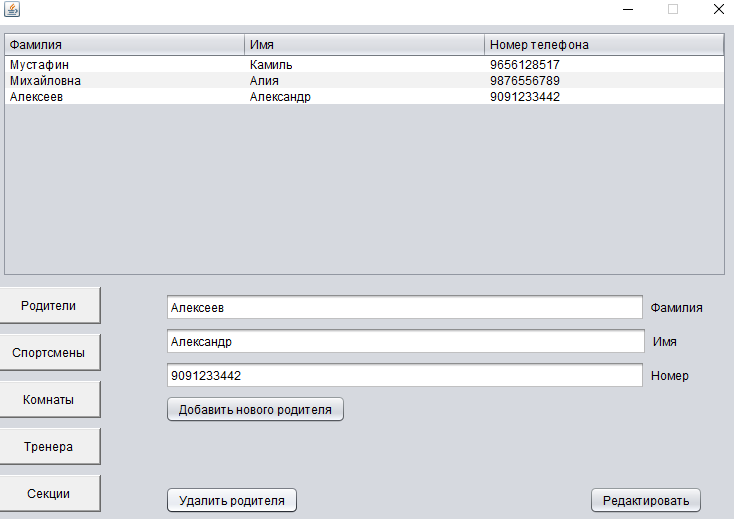 Фамилия Имя Номер телефона
Мустафин Камиль 9656128517
Михайловна Алия 9876556789
Алексеев Александр 9091233442
Родители
Алексеев Фамилия
Спортсмены
Александр Имя
Комнаты
9091233442 Номер
Добавить нового родителя
Тренера
Секции
Удалить родителя Редактировать